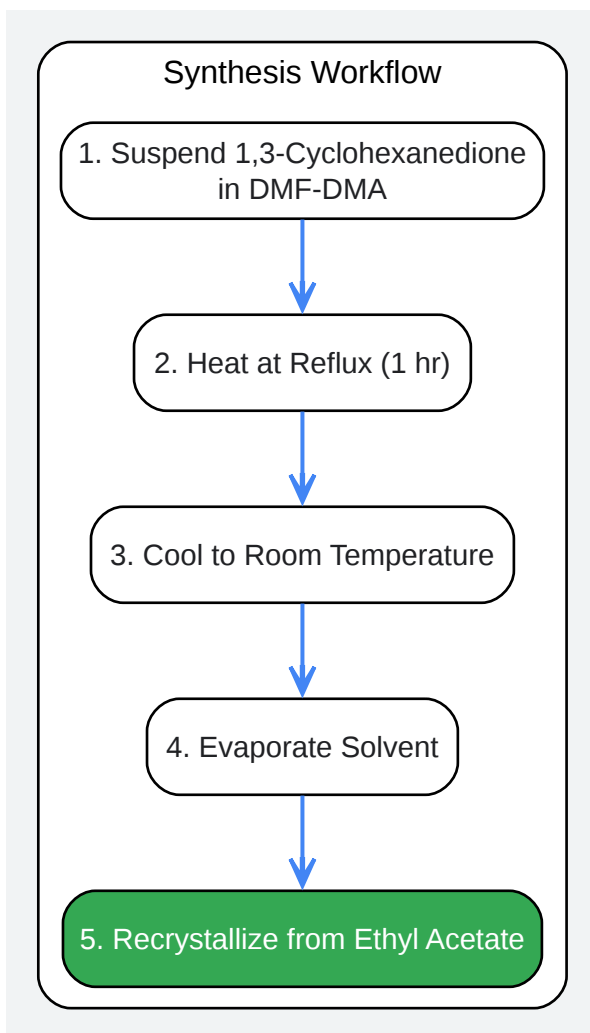 Synthesis Workflow
1. Suspend 1,3-Cyclohexanedione
in DMF-DMA
2. Heat at Reflux (1 hr)
3. Cool to Room Temperature
4. Evaporate Solvent
5. Recrystallize from Ethyl Acetate